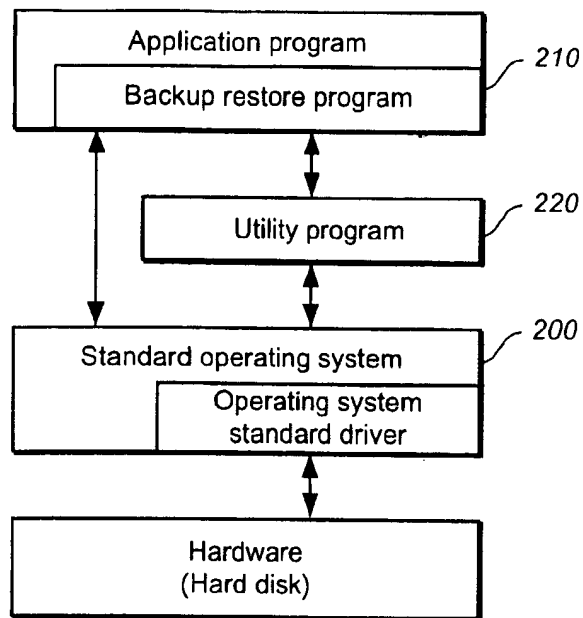 Application program
210
Backup restore program
220
Utility program
200
Standard operating system
Operating system
standard driver
Hardware
(Hard disk)